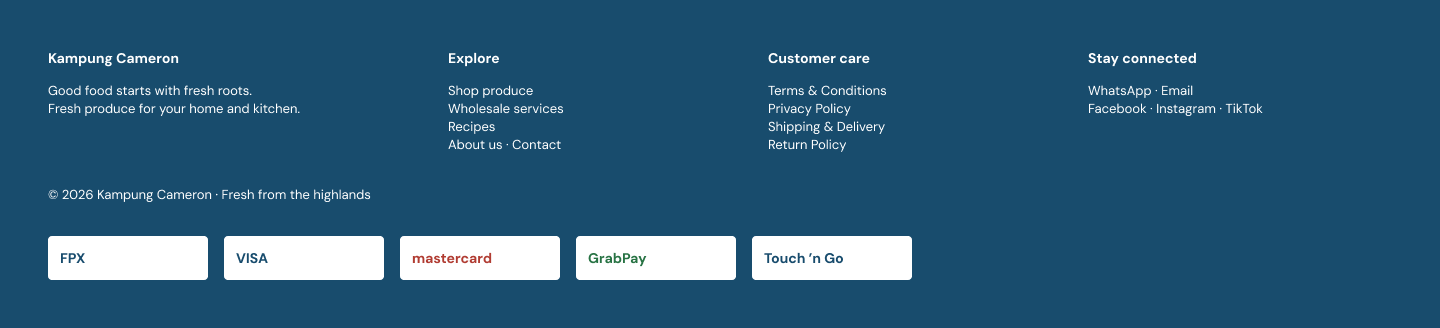 Kampung Cameron
Good food starts with fresh roots.
Fresh produce for your home and kitchen.
Explore
Shop produce
Wholesale services
Recipes
About us · Contact
Customer care
Terms & Conditions
Privacy Policy
Shipping & Delivery
Return Policy
Stay connected
WhatsApp · Email
Facebook · Instagram · TikTok
© 2026 Kampung Cameron · Fresh from the highlands
FPX
VISA
mastercard
GrabPay
Touch ’n Go